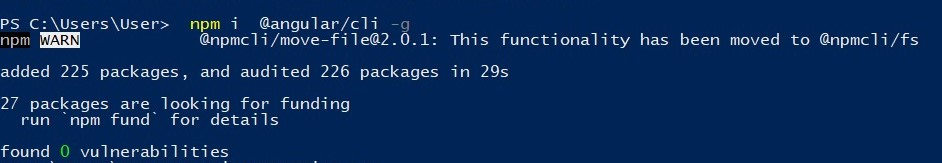 PS C:\Users\User>  npm i  @angular/cli -g
npm WARN            @npmcli/move-file@2.0.1: This functionality has been moved to @npmcli/fs
added 225 packages, and audited 226 packages in 29s
27 packages are looking for funding
  run `npm fund` for details
found 0 vulnerabilities